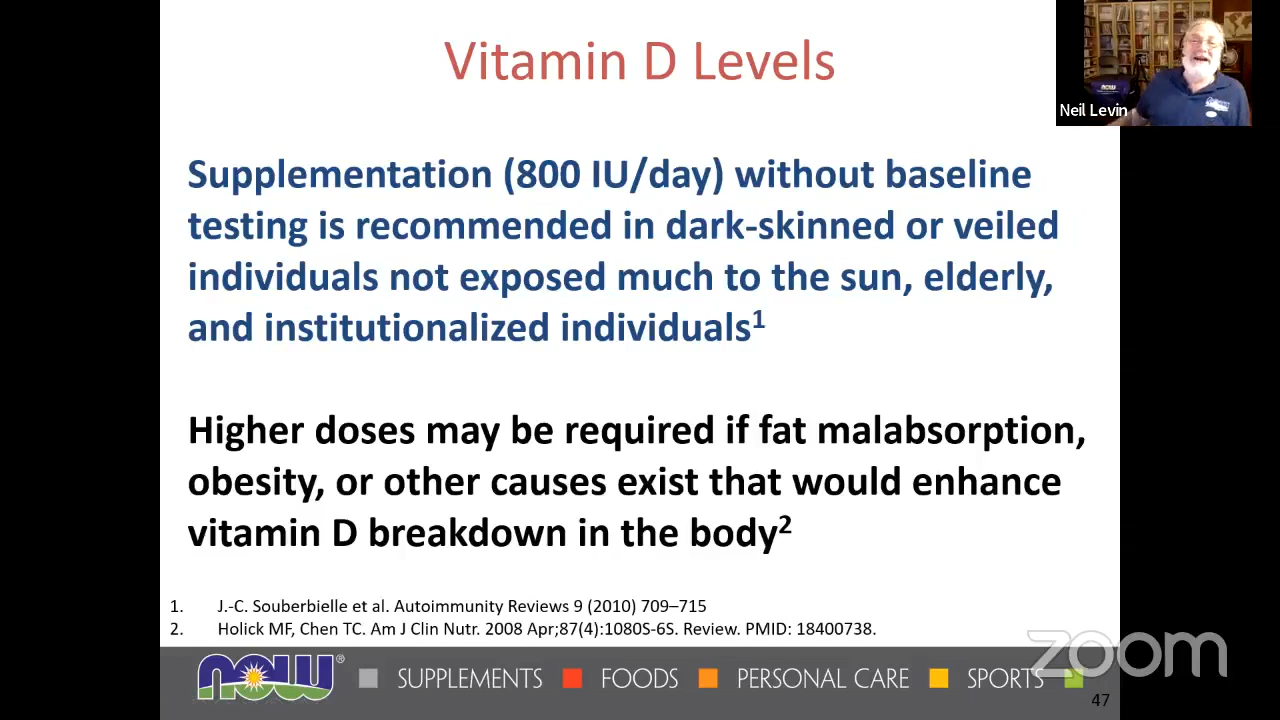 Vitamin D Levels
Neil Levin
Supplementation (800 IU/day) without baseline
testing is recommended in dark-skinned or veiled
individuals not exposed much to the sun, elderly,
and institutionalized individuals¹
Higher doses may be required if fat malabsorption,
obesity, or other causes exist that would enhance
vitamin D breakdown in the body²
1. J.-C. Souberbielle et al. Autoimmunity Reviews 9 (2010) 709–715
2. Holick MF, Chen TC. Am J Clin Nutr. 2008 Apr;87(4):1080S-6S. Review. PMID: 18400738.
NOW® SUPPLEMENTS FOODS PERSONAL CARE SPORTS
zoom
47